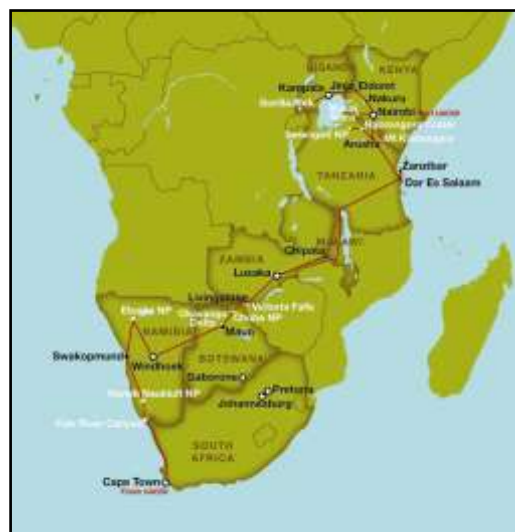 UGANDA
KENYA
Kampala
Jinja
Eldoret
Nakuru
Nairobi
Serengeti NP
Arusha
Zanzibar
Dar Es Salaam
TANZANIA
MALAWI
Chipata
ZAMBIA
Lusaka
Livingstone
Victoria Falls
Chobe NP
Okavango
Delta
Maun
Etosha NP
NAMIBIA
BOTSWANA
Swakopmund
Windhoek
Gaborone
Pretoria
Johannesburg
Namib Naukluft NP
Fish River Canyon
SOUTH
AFRICA
Cape Town